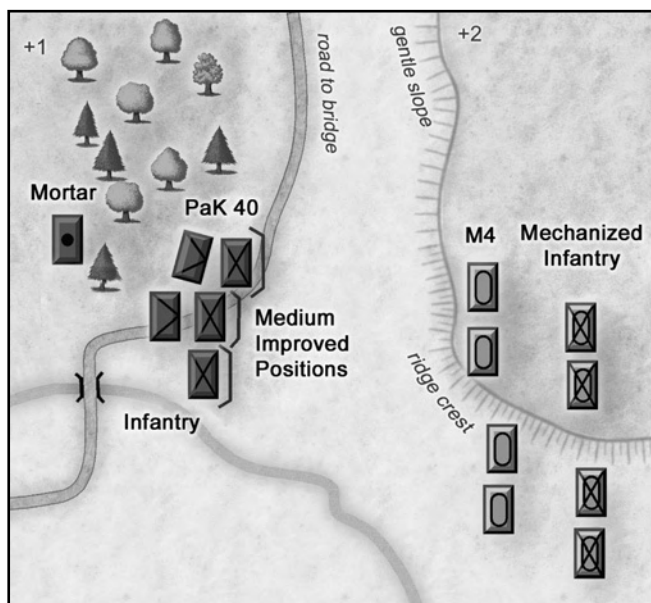 +1
road to bridge
gentle slope
+2
Mortar
PaK 40
M4
Mechanized
Infantry
Medium
Improved
Positions
ridge crest
Infantry